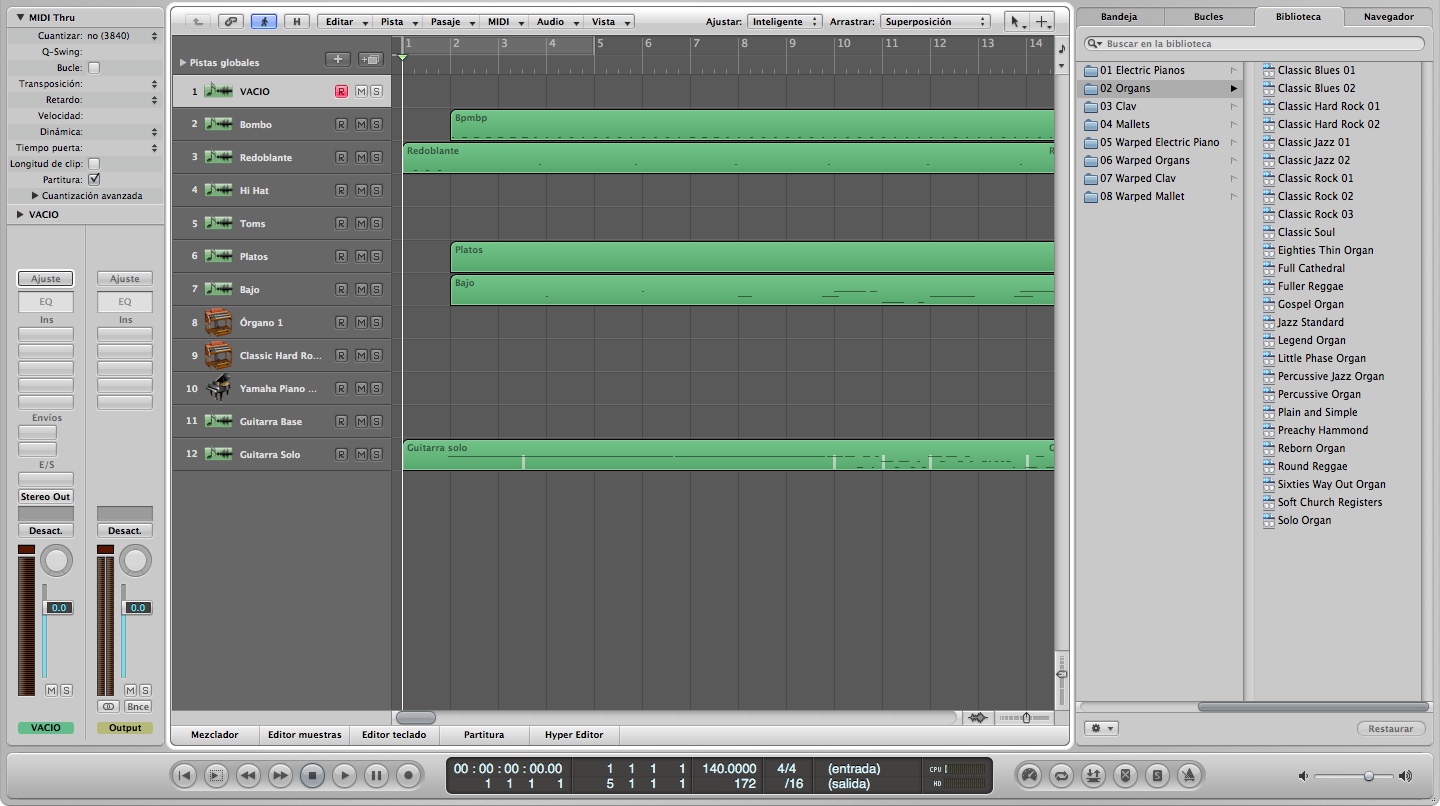 MIDI Thru
Cuantizar: no (3840)
Q-Swing:
Bucle:
Transposición:
Retardo:
Velocidad:
Dinámica:
Tiempo puerta:
Longitud de clip:
Partitura:
Cuantización avanzada
VACIO
Ajuste Ajuste
EQ EQ
Ins Ins
Envíos
E/S
Stereo Out
Desact. Desact.
0.0 0.0
M S M S
Bnce
VACIO Output
H Editar Pista Pasaje MIDI Audio Vista Ajustar: Inteligente Arrastrar: Superposición
Pistas globales
1 2 3 4 5 6 7 8 9 10 11 12 13 14
1 VACIO R M S
2 Bombo R M S
Bpmbp
3 Redoblante R M S
Redoblante R
4 Hi Hat R M S
5 Toms R M S
6 Platos R M S
Platos
7 Bajo R M S
Bajo
8 Órgano 1 R M S
9 Classic Hard Ro... R M S
10 Yamaha Piano ... R M S
11 Guitarra Base R M S
12 Guitarra Solo R M S
Guitarra solo
Mezclador Editor muestras Editor teclado Partitura Hyper Editor
Bandeja Bucles Biblioteca Navegador
Buscar en la biblioteca
01 Electric Pianos
02 Organs
03 Clav
04 Mallets
05 Warped Electric Piano
06 Warped Organs
07 Warped Clav
08 Warped Mallet
Classic Blues 01
Classic Blues 02
Classic Hard Rock 01
Classic Hard Rock 02
Classic Jazz 01
Classic Jazz 02
Classic Rock 01
Classic Rock 02
Classic Rock 03
Classic Soul
Eighties Thin Organ
Full Cathedral
Fuller Reggae
Gospel Organ
Jazz Standard
Legend Organ
Little Phase Organ
Percussive Jazz Organ
Percussive Organ
Plain and Simple
Preachy Hammond
Reborn Organ
Round Reggae
Sixties Way Out Organ
Soft Church Registers
Solo Organ
Restaurar
00 : 00 : 00 : 00.00 1 1 1 1 140.0000 4/4 (entrada) CPU
1 1 1 1 5 1 1 1 172 /16 (salida) HD
S